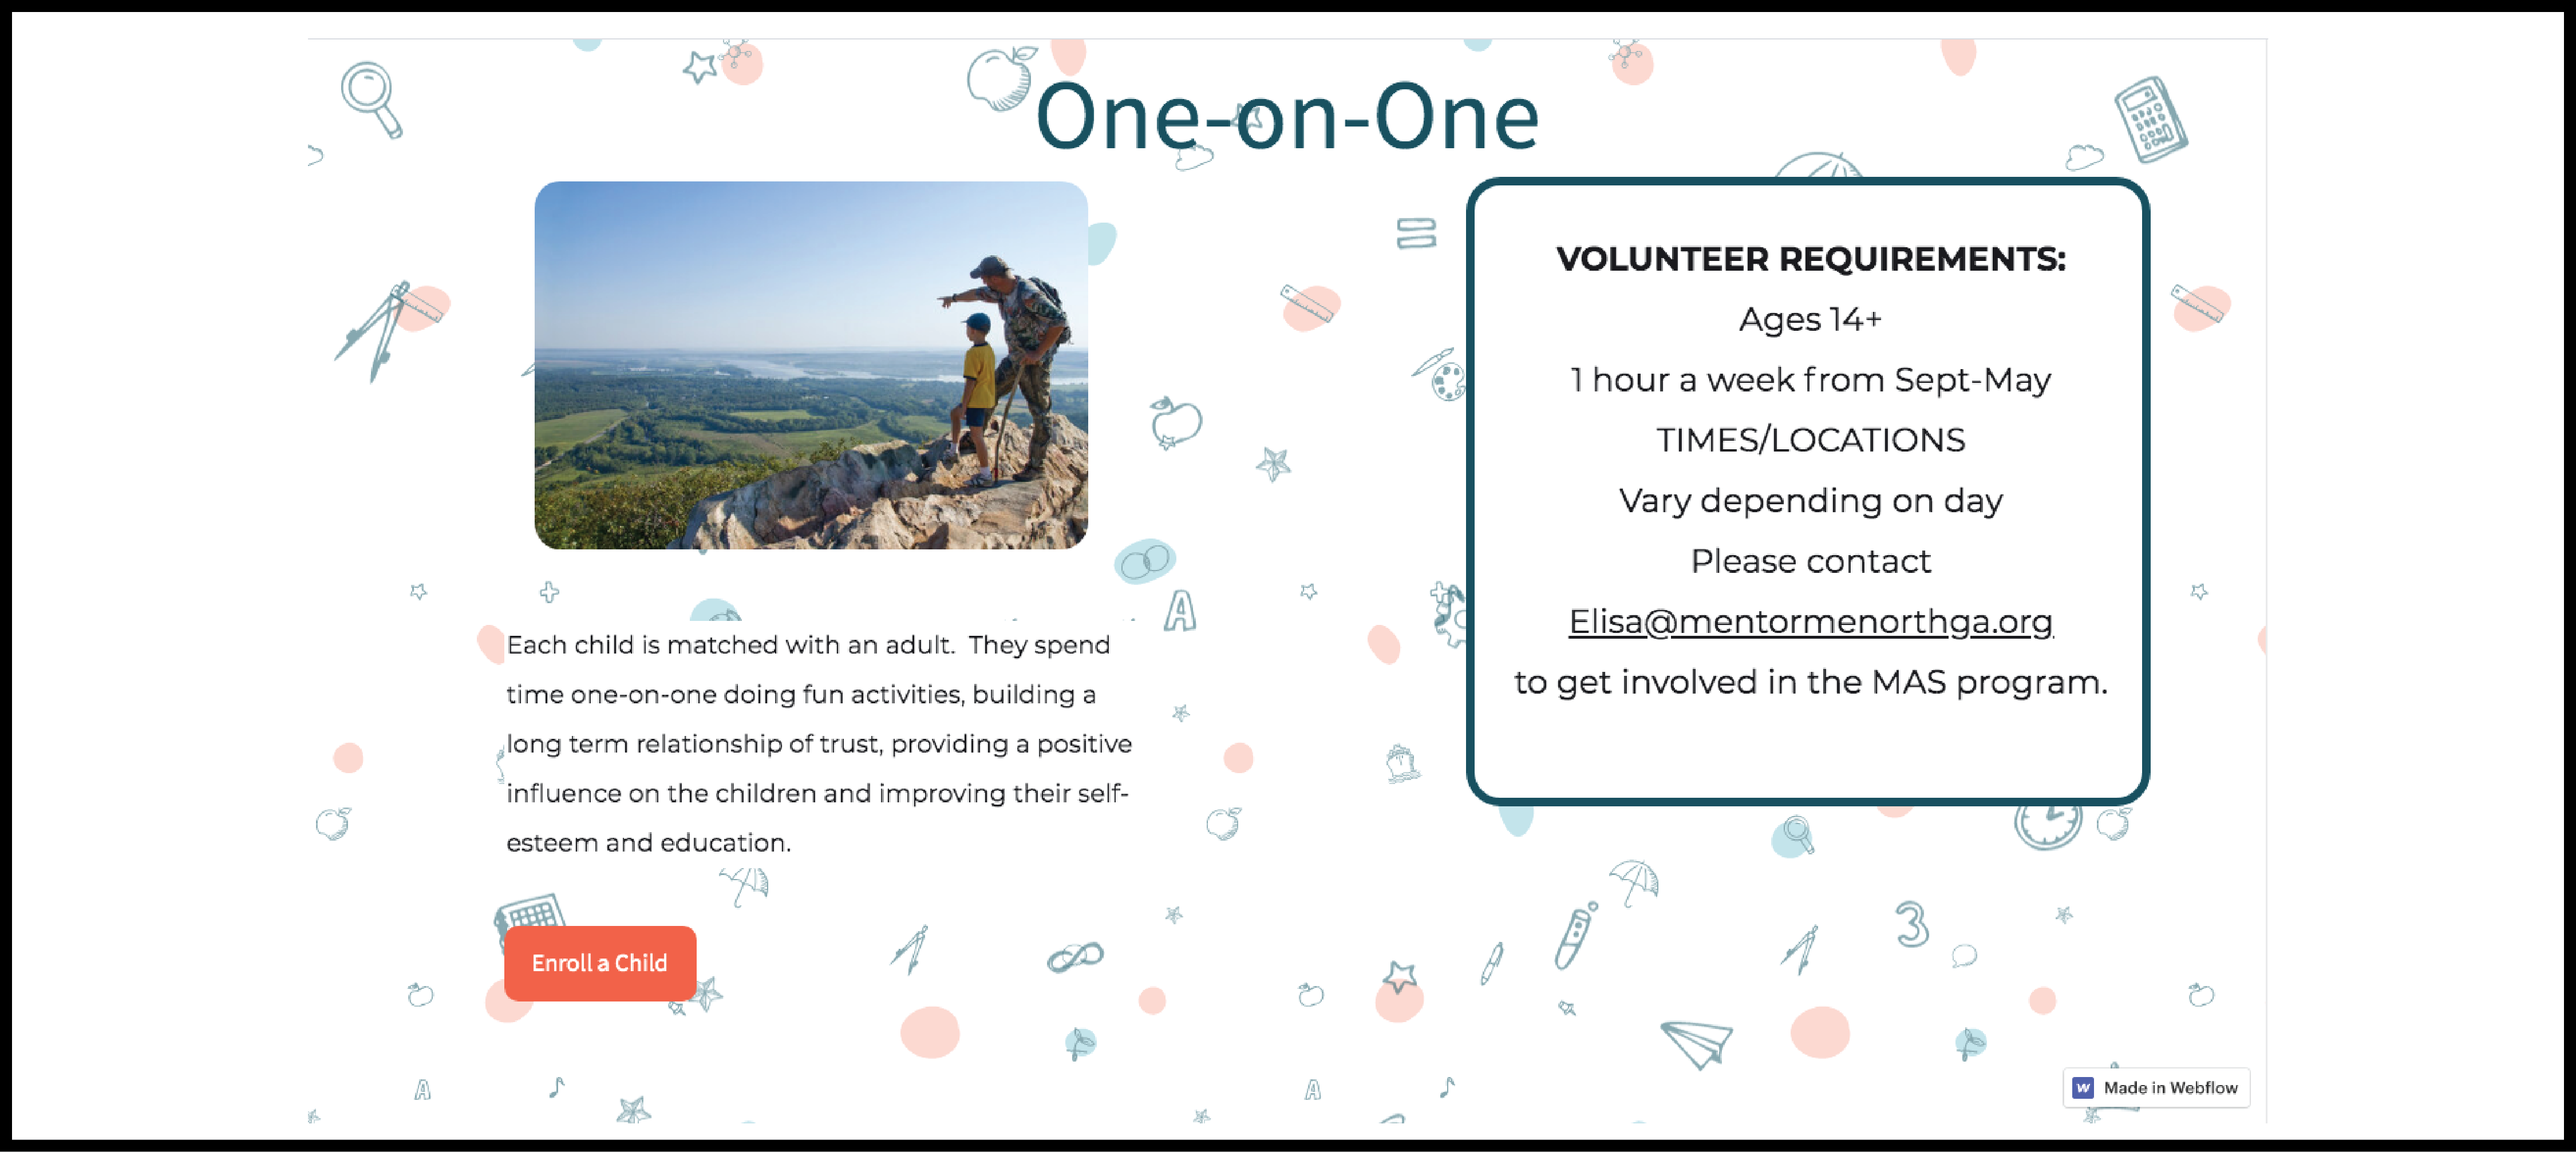 One-on-One
Each child is matched with an adult.  They spend
time one-on-one doing fun activities, building a
long term relationship of trust, providing a positive
influence on the children and improving their self-
esteem and education.
Enroll a Child
VOLUNTEER REQUIREMENTS:
Ages 14+
1 hour a week from Sept-May
TIMES/LOCATIONS
Vary depending on day
Please contact
Elisa@mentormenorthga.org
to get involved in the MAS program.
A
3
A
A
W Made in Webflow